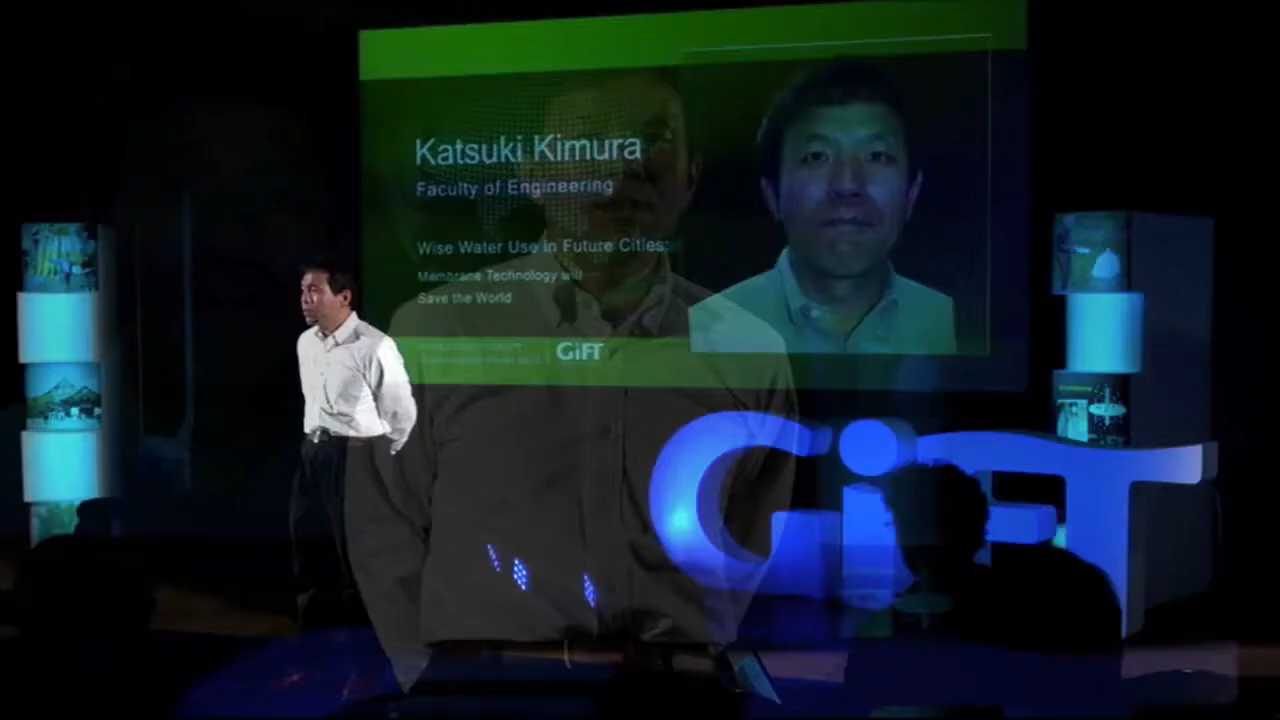 Katsuki Kimura
Faculty of Engineering
Wise Water Use in Future Cities:
Membrane Technology will
Save the World
GiFT
GiFT